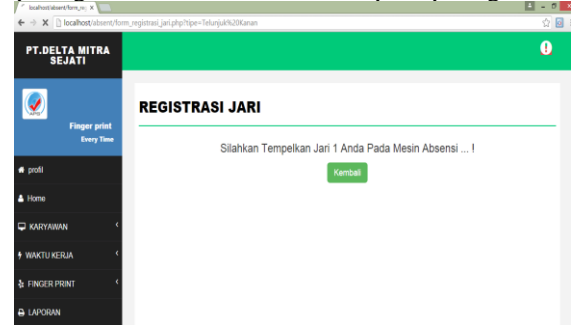 localhost/absent/form_reg
localhost/absent/form_registrasi_jari.php?tipe=Telunjuk%20Kanan
PT.DELTA MITRA
SEJATI
Finger print
Every Time
profil
Home
KARYAWAN
WAKTU KERJA
FINGER PRINT
LAPORAN
REGISTRASI JARI
Silahkan Tempelkan Jari 1 Anda Pada Mesin Absensi ... !
Kembali